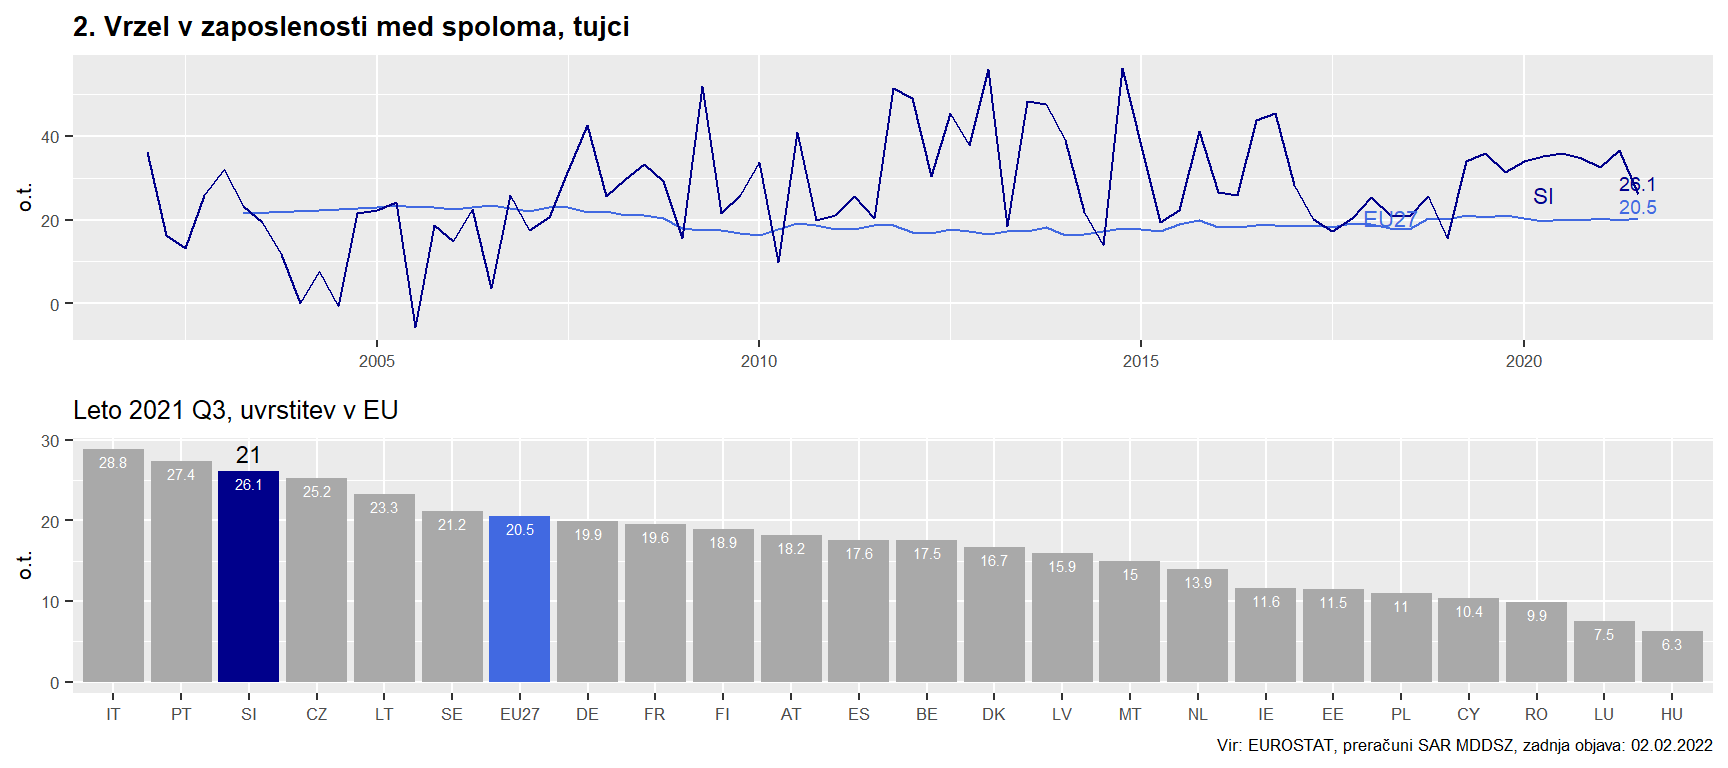 2. Vrzel v zaposlenosti med spoloma, tujci
o.t.
40
20
0
SI
26.1
EU27
20.5
2005 2010 2015 2020
Leto 2021 Q3, uvrstitev v EU
o.t.
30
20
10
0
21
28.8 27.4 26.1 25.2 23.3 21.2 20.5 19.9 19.6 18.9 18.2 17.6 17.5 16.7 15.9 15 13.9 11.6 11.5 11 10.4 9.9 7.5 6.3
IT PT SI CZ LT SE EU27 DE FR FI AT ES BE DK LV MT NL IE EE PL CY RO LU HU
Vir: EUROSTAT, preračuni SAR MDDSZ, zadnja objava: 02.02.2022